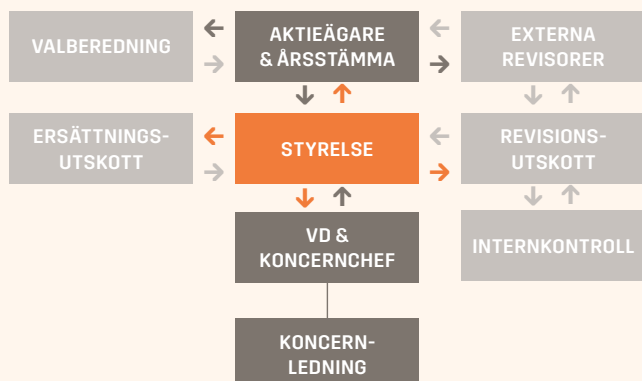 VALBEREDNING
AKTIEÄGARE
& ÅRSSTÄMMA
EXTERNA
REVISORER
ERSÄTTNINGS-
UTSKOTT
STYRELSE
REVISIONS-
UTSKOTT
VD &
KONCERNCHEF
INTERNKONTROLL
KONCERN-
LEDNING